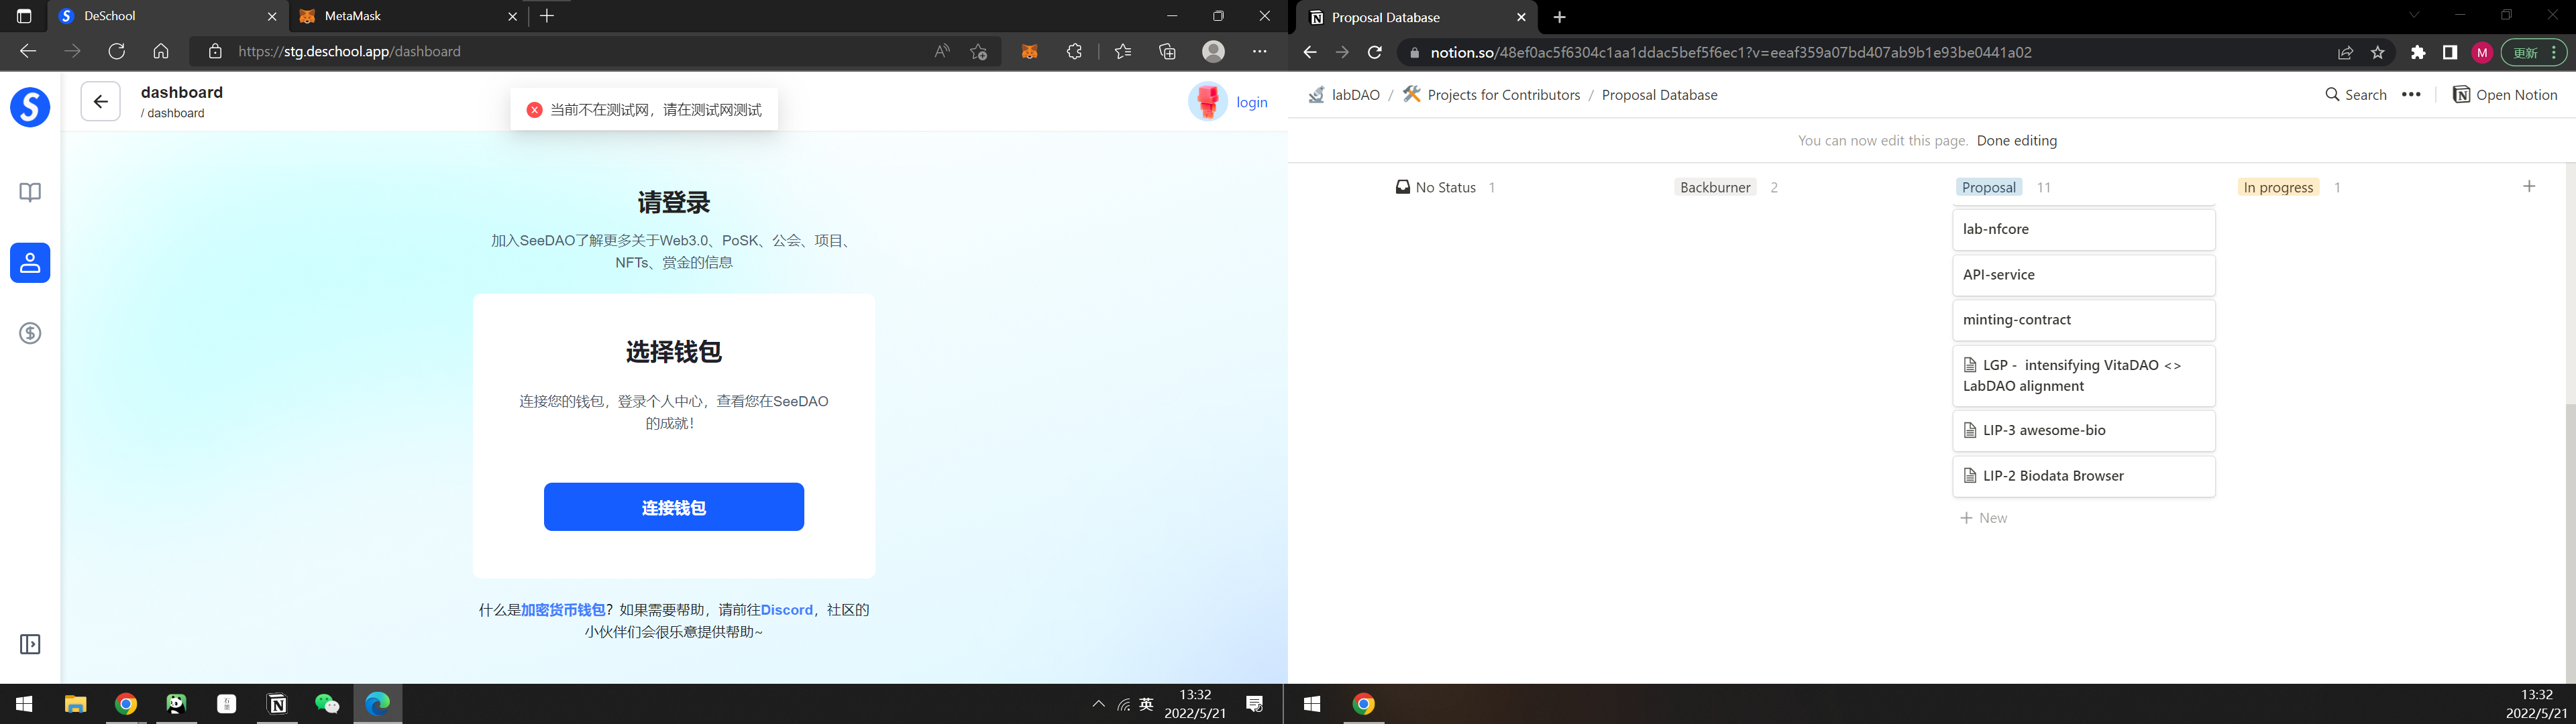 DeSchool
MetaMask
https://stg.deschool.app/dashboard
dashboard
/ dashboard
当前不在测试网，请在测试网测试
login
请登录
加入SeeDAO了解更多关于Web3.0、PoSK、公会、项目、
NFTs、赏金的信息
选择钱包
连接您的钱包，登录个人中心，查看您在SeeDAO
的成就！
连接钱包
什么是加密货币钱包？如果需要帮助，请前往Discord，社区的
小伙伴们会很乐意提供帮助~
英
13:32
2022/5/21
Proposal Database
notion.so/48ef0ac5f6304c1aa1ddac5bef5f6ec1?v=eeaf359a07bd407ab9b1e93be0441a02
M
更新
labDAO / Projects for Contributors / Proposal Database
Search
Open Notion
You can now edit this page. Done editing
No Status 1
Backburner 2
Proposal 11
In progress 1
lab-nfcore
API-service
minting-contract
LGP - intensifying VitaDAO <>
LabDAO alignment
LIP-3 awesome-bio
LIP-2 Biodata Browser
+ New
13:32
2022/5/21